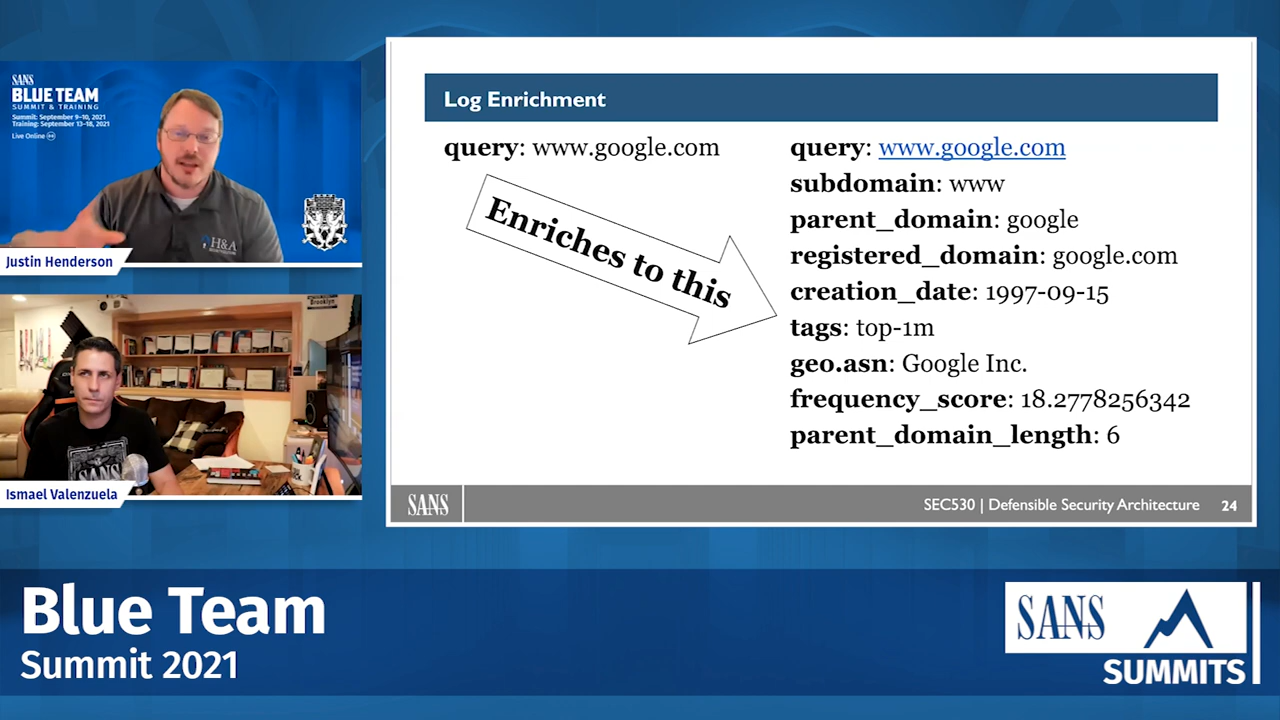 SANS
BLUE TEAM
SUMMIT & TRAINING
Summit: September 9–10, 2021
Training: September 13–18, 2021
Live Online
H&A
Justin Henderson
Brooklyn
SANS
Ismael Valenzuela
Log Enrichment
query: www.google.com
Enriches to this
query: www.google.com
subdomain: www
parent_domain: google
registered_domain: google.com
creation_date: 1997-09-15
tags: top-1m
geo.asn: Google Inc.
frequency_score: 18.2778256342
parent_domain_length: 6
SANS
SEC530 | Defensible Security Architecture
24
Blue Team
Summit 2021
SANS
SUMMITS